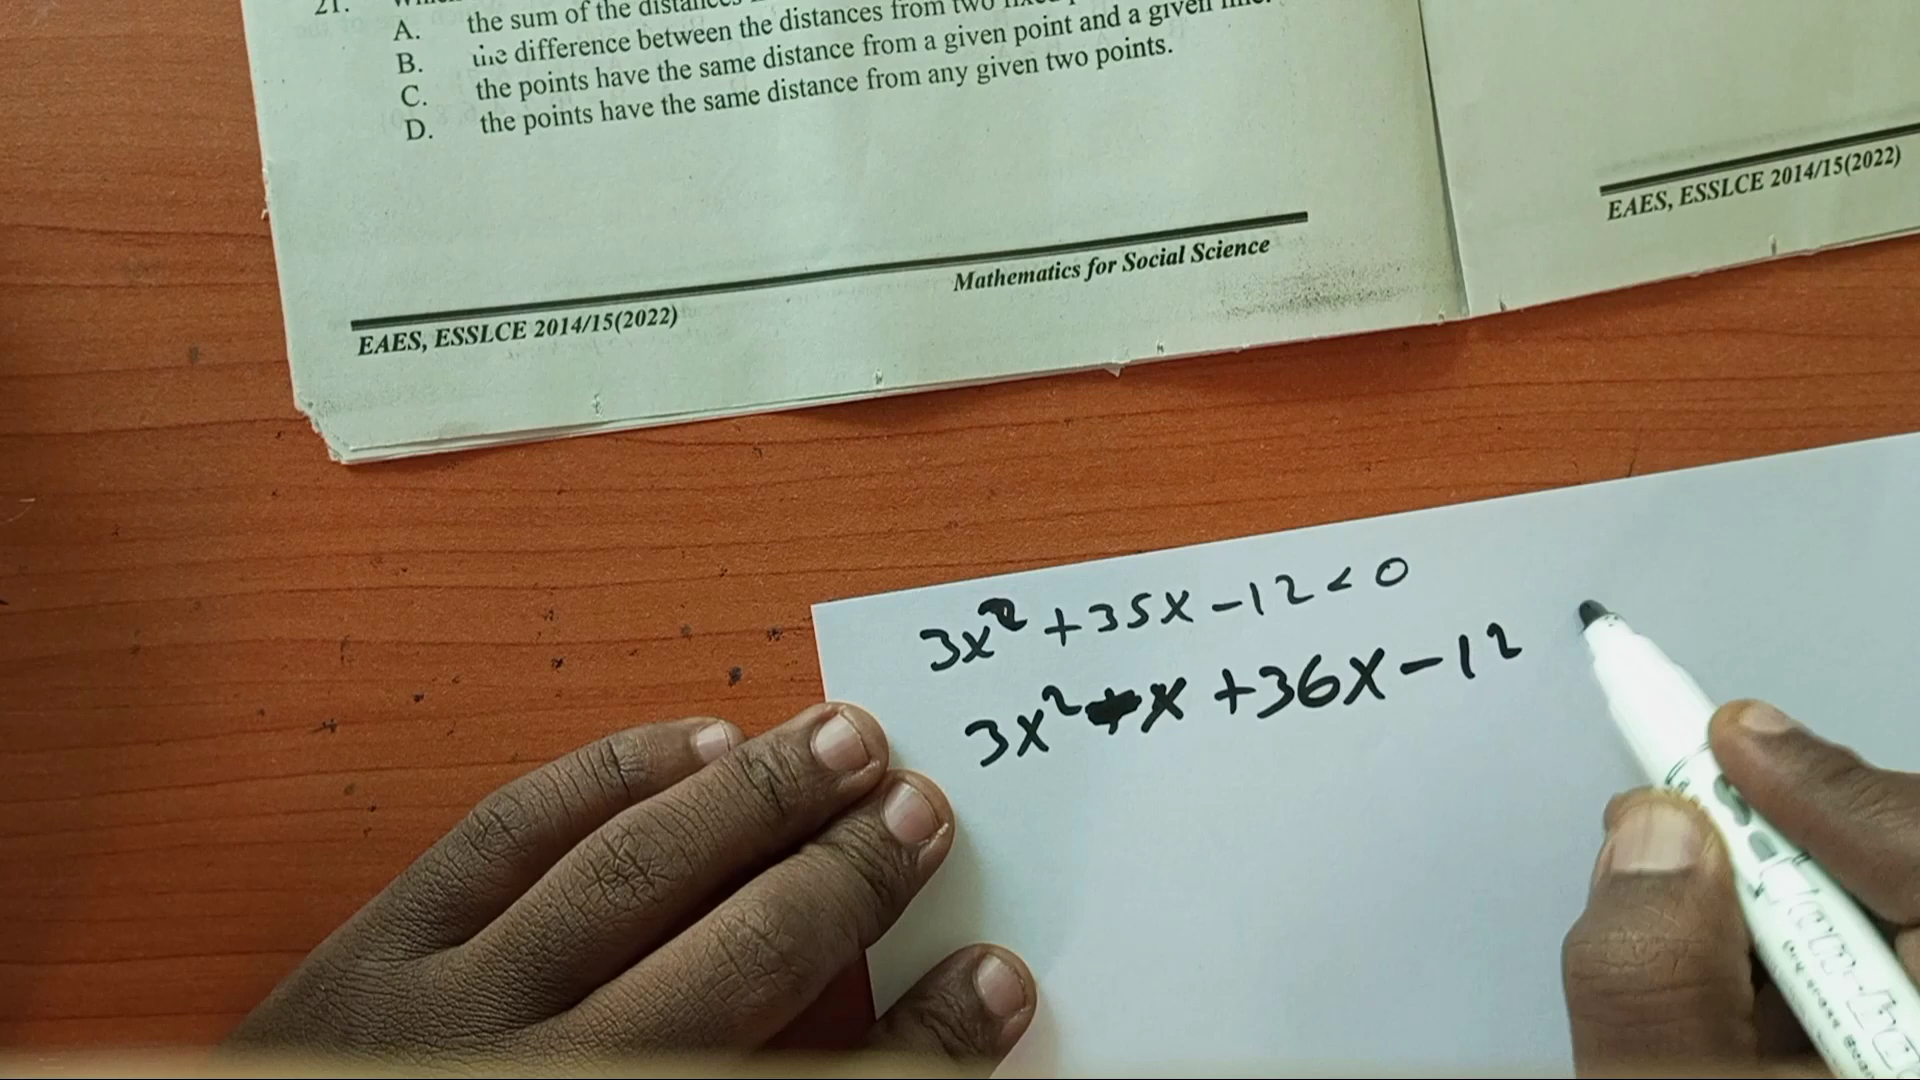 21.
A. the sum of the distances
B. the difference between the distances from two
C. the points have the same distance from a given point and a given
D. the points have the same distance from any given two points.
Mathematics for Social Science
EAES, ESSLCE 2014/15(2022)
EAES, ESSLCE 2014/15(2022)
3x² +35x -12 < 0
3x² - x +36x -12